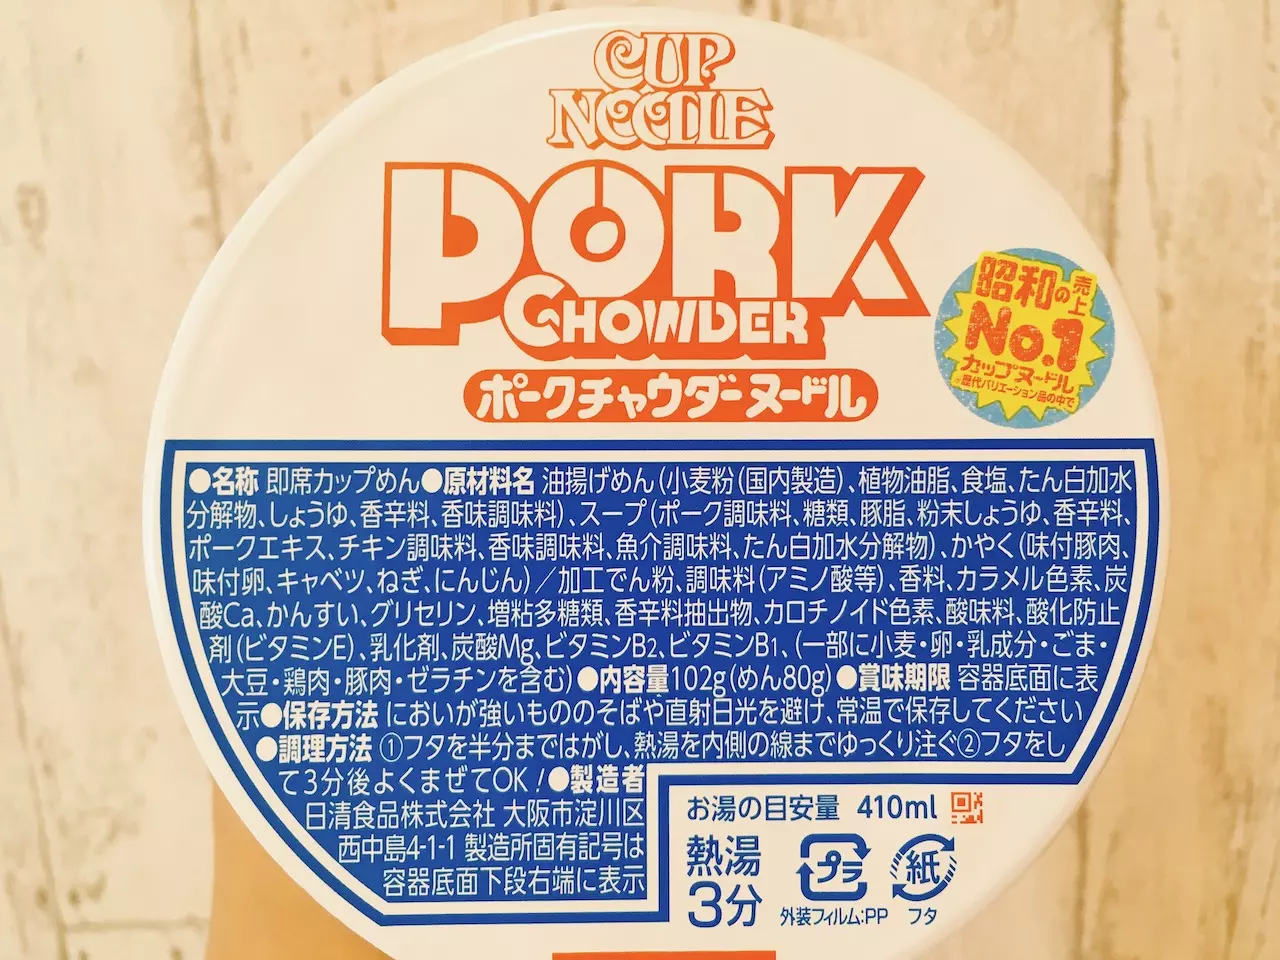 CUP
NOODLE
PORK
CHOWDER
ポークチャウダーヌードル
昭和の売上
No.1
カップヌードル
※歴代バリエーション品の中で
●名称 即席カップめん●原材料名 油揚げめん(小麦粉(国内製造)、植物油脂、食塩、たん白加水
分解物、しょうゆ、香辛料、香味調味料)、スープ(ポーク調味料、糖類、豚脂、粉末しょうゆ、香辛料、
ポークエキス、チキン調味料、香味調味料、魚介調味料、たん白加水分解物)、かやく(味付豚肉、
味付卵、キャベツ、ねぎ、にんじん)/加工でん粉、調味料(アミノ酸等)、香料、カラメル色素、炭
酸Ca、かんすい、グリセリン、増粘多糖類、香辛料抽出物、カロチノイド色素、酸味料、酸化防止
剤(ビタミンE)、乳化剤、炭酸Mg、ビタミンB2、ビタミンB1、(一部に小麦・卵・乳成分・ごま・
大豆・鶏肉・豚肉・ゼラチンを含む)●内容量102g(めん80g)●賞味期限 容器底面に表
示●保存方法 においが強いもののそばや直射日光を避け、常温で保存してください
●調理方法 ①フタを半分まではがし、熱湯を内側の線までゆっくり注ぐ②フタをし
て3分後よくまぜてOK!●製造者
日清食品株式会社 大阪市淀川区
西中島4-1-1 製造所固有記号は
容器底面下段右端に表示
お湯の目安量 410ml
熱湯
3分
プラ
外装フィルム:PP
紙
フタ